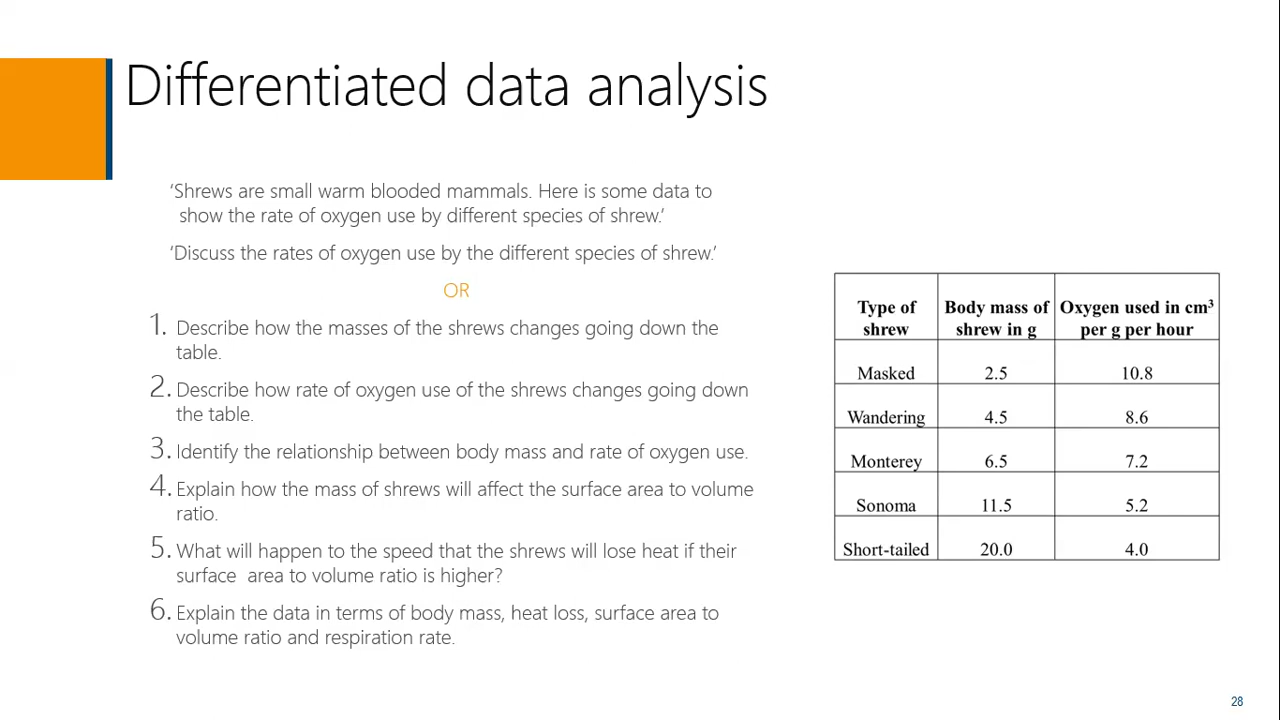 Differentiated data analysis
‘Shrews are small warm blooded mammals. Here is some data to
show the rate of oxygen use by different species of shrew.’
‘Discuss the rates of oxygen use by the different species of shrew.’
OR
1. Describe how the masses of the shrews changes going down the
table.
2. Describe how rate of oxygen use of the shrews changes going down
the table.
3. Identify the relationship between body mass and rate of oxygen use.
4. Explain how the mass of shrews will affect the surface area to volume
ratio.
5. What will happen to the speed that the shrews will lose heat if their
surface area to volume ratio is higher?
6. Explain the data in terms of body mass, heat loss, surface area to
volume ratio and respiration rate.
Type of Body mass of Oxygen used in cm³
shrew shrew in g per g per hour
Masked 2.5 10.8
Wandering 4.5 8.6
Monterey 6.5 7.2
Sonoma 11.5 5.2
Short-tailed 20.0 4.0
28